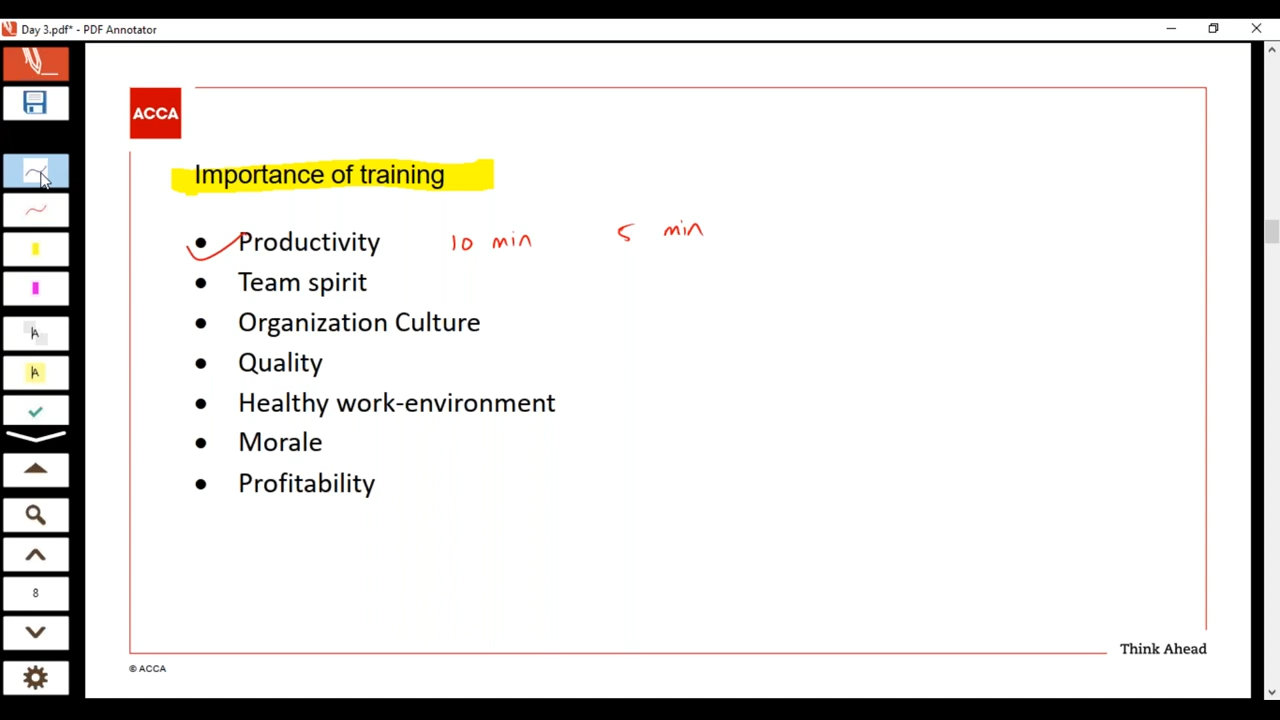 Day 3.pdf* - PDF Annotator
ACCA
Importance of training
• Productivity 10 min 5 min
• Team spirit
• Organization Culture
• Quality
• Healthy work-environment
• Morale
• Profitability
A
A
8
Think Ahead
© ACCA